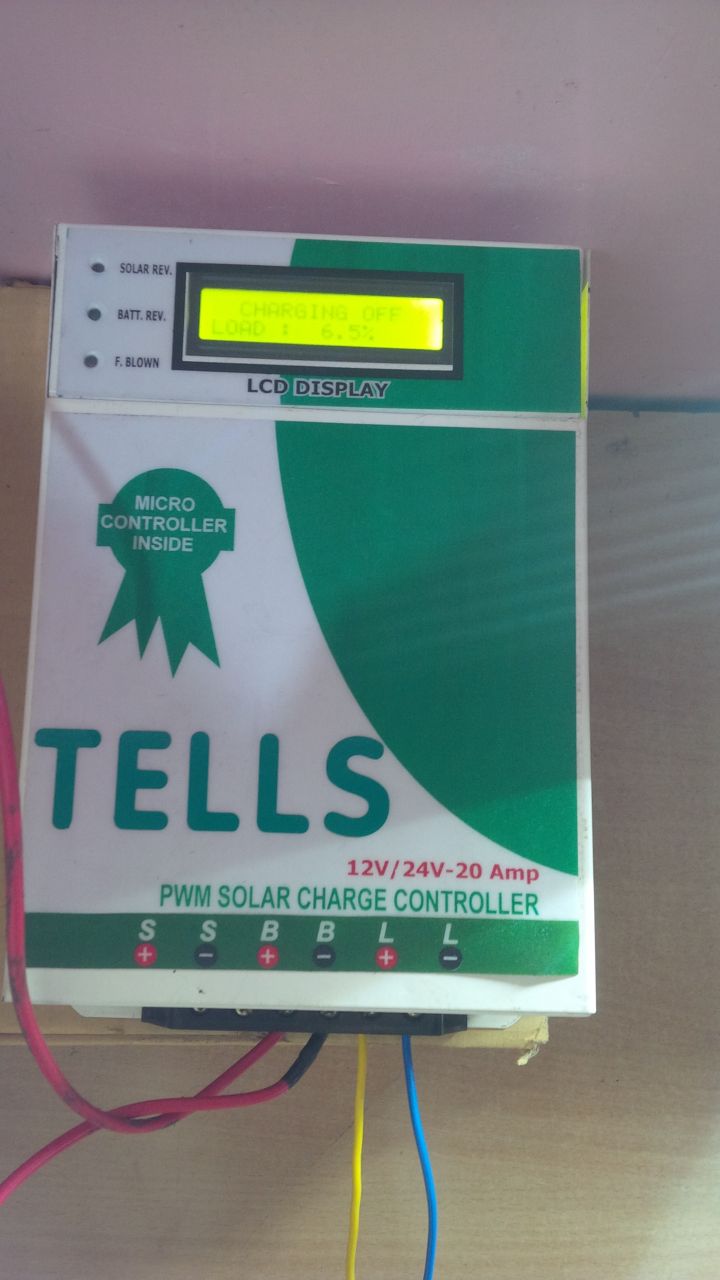 SOLAR REV.
BATT. REV.
F. BLOWN
CHARGING OFF
LOAD : 6.5%
LCD DISPLAY
MICRO
CONTROLLER
INSIDE
TELLS
12V/24V-20 Amp
PWM SOLAR CHARGE CONTROLLER
S S B B L L
+ − + − + −